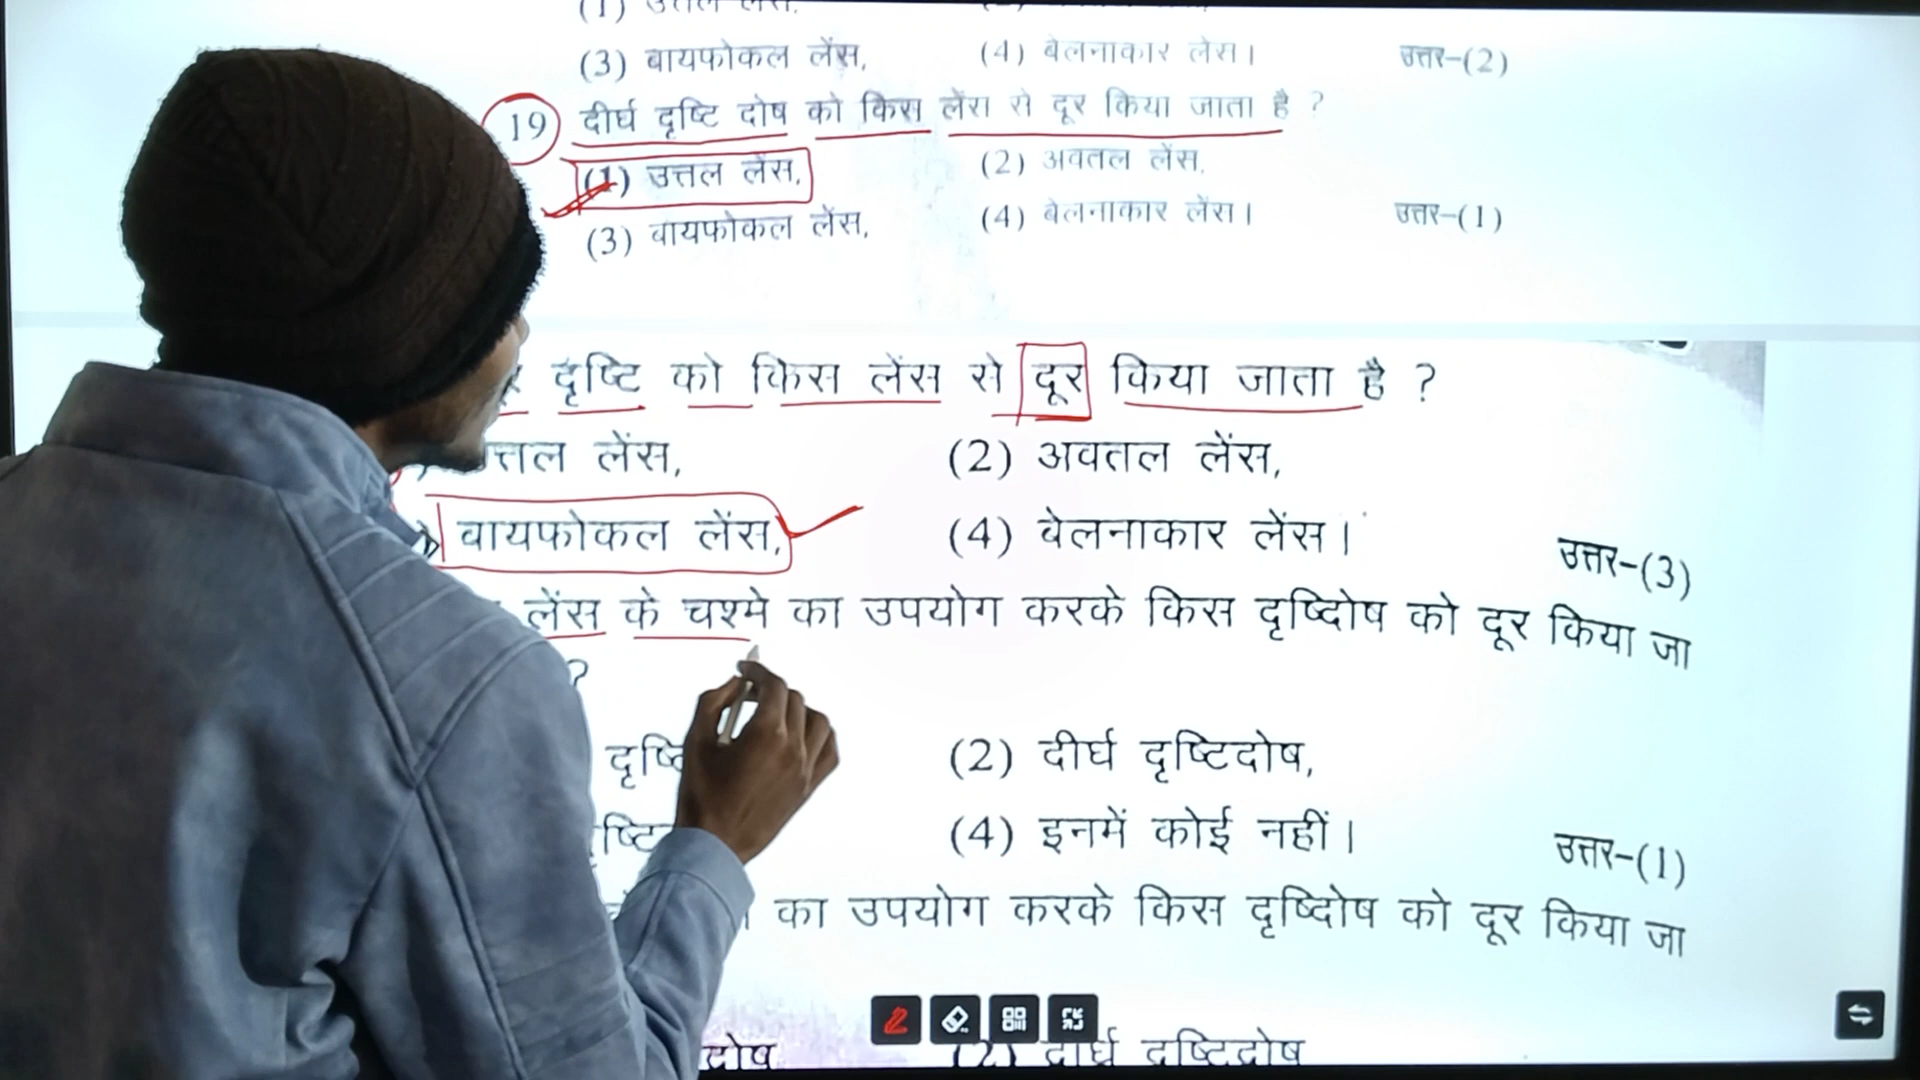 (3) बायफोकल लेंस, (4) बेलनाकार लेंस। उत्तर-(2)
19 दीर्घ दृष्टि दोष को किस लेंस से दूर किया जाता है ?
(1) उत्तल लेंस, (2) अवतल लेंस,
(3) बायफोकल लेंस, (4) बेलनाकार लेंस। उत्तर-(1)
दृष्टि को किस लेंस से दूर किया जाता है ?
लेंस, (2) अवतल लेंस,
बायफोकल लेंस, (4) बेलनाकार लेंस। उत्तर-(3)
लेंस के चश्मे का उपयोग करके किस दृष्दिोष को दूर किया जा
?
(2) दीर्घ दृष्टिदोष,
(4) इनमें कोई नहीं। उत्तर-(1)
का उपयोग करके किस दृष्दिोष को दूर किया जा
दोष (2) दीर्घ दृष्टिदोष